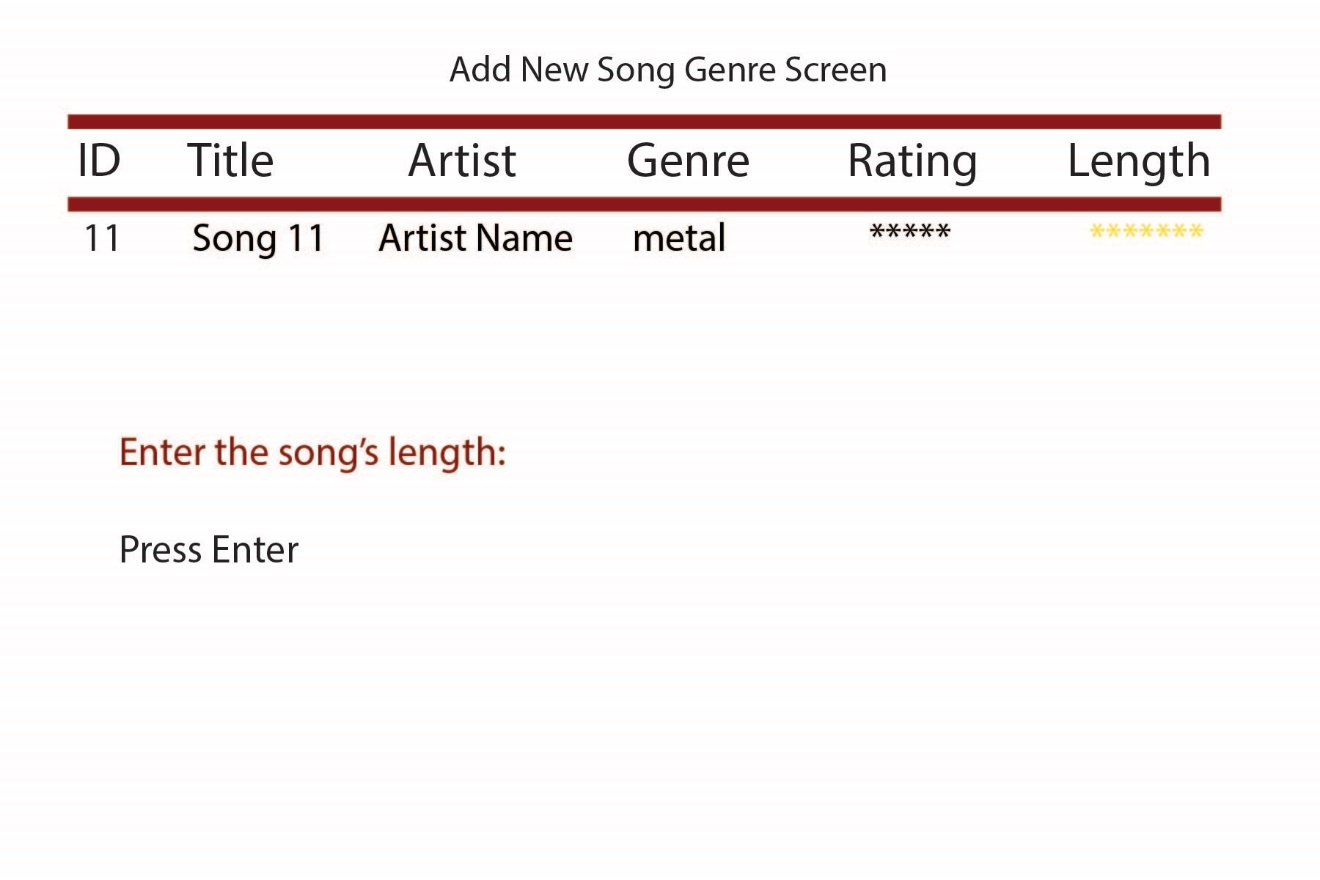 Add New Song Genre Screen
ID Title Artist Genre Rating Length
11 Song 11 Artist Name metal ***** *******
Enter the song’s length:
Press Enter